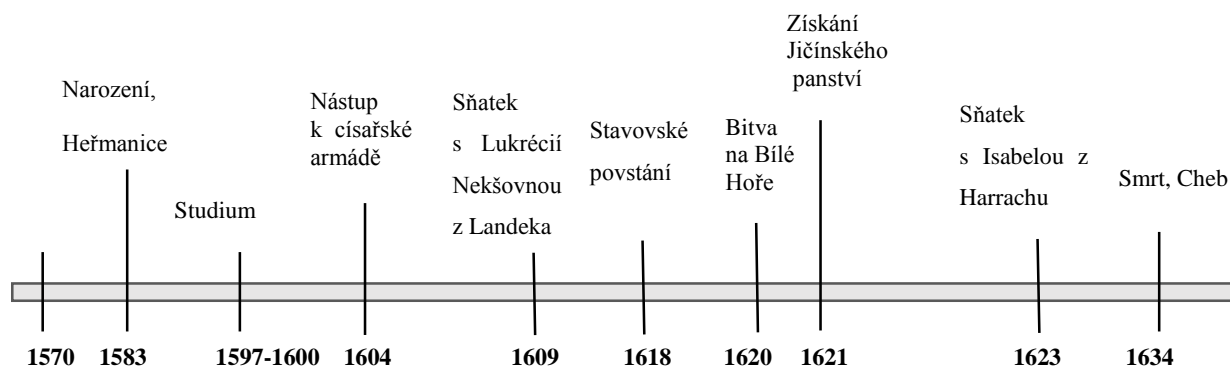 Narození,
Heřmanice
Studium
Nástup
k císařské
armádě
Sňatek
s Lukrécií
Nekšovnou
z Landeka
Stavovské
povstání
Bitva
na Bílé
Hoře
Získání
Jičínského
panství
Sňatek
s Isabelou z
Harrachu
Smrt, Cheb
1570 1583 1597-1600 1604 1609 1618 1620 1621 1623 1634